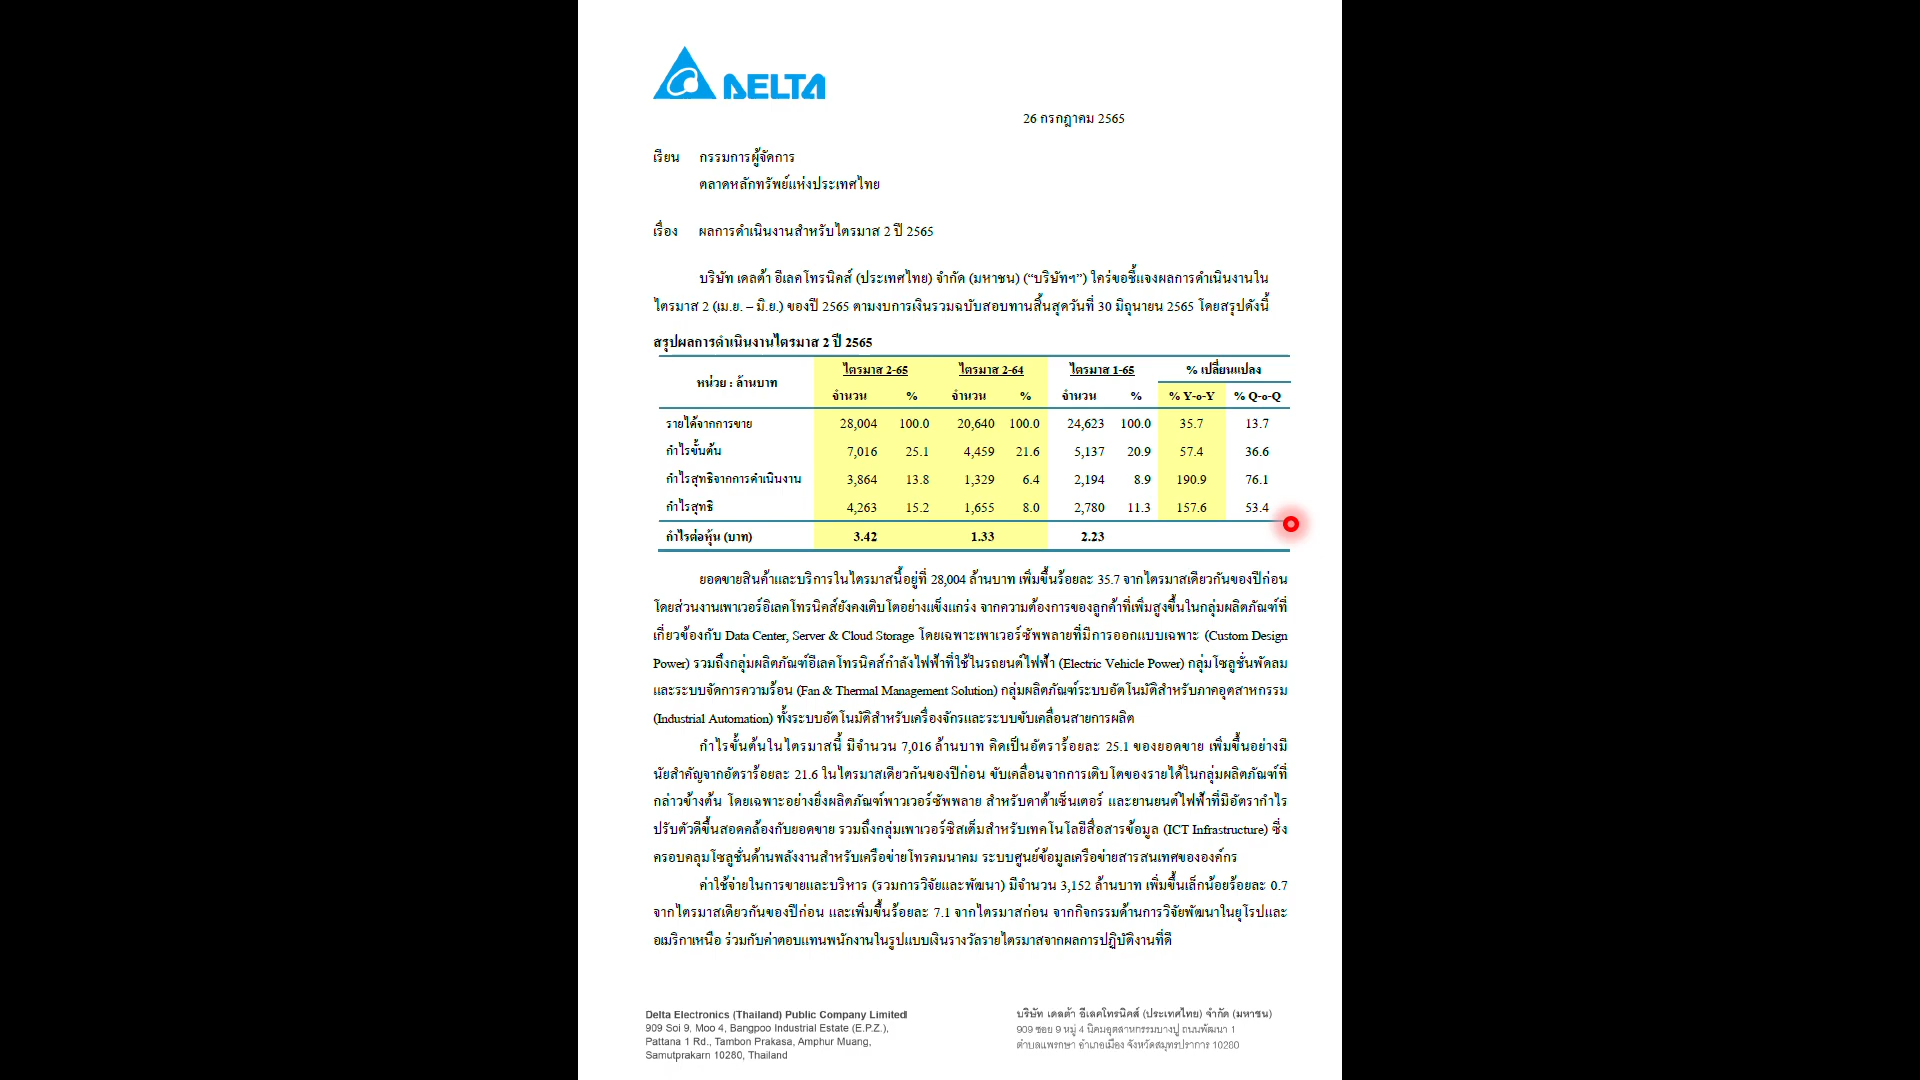 DELTA
26 กรกฎาคม 2565
เรียน กรรมการผู้จัดการ
ตลาดหลักทรัพย์แห่งประเทศไทย
เรื่อง ผลการดำเนินงานสำหรับไตรมาส 2 ปี 2565
บริษัท เดลต้า อีเลคโทรนิคส์ (ประเทศไทย) จำกัด (มหาชน) (“บริษัทฯ”) ใคร่ขอชี้แจงผลการดำเนินงานใน
ไตรมาส 2 (เม.ย. – มิ.ย.) ของปี 2565 ตามงบการเงินรวมฉบับสอบทานสิ้นสุดวันที่ 30 มิถุนายน 2565 โดยสรุปดังนี้
สรุปผลการดำเนินงานไตรมาส 2 ปี 2565
หน่วย : ล้านบาท ไตรมาส 2-65 ไตรมาส 2-64 ไตรมาส 1-65 % เปลี่ยนแปลง
จำนวน % จำนวน % จำนวน % % Y-o-Y % Q-o-Q
รายได้จากการขาย 28,004 100.0 20,640 100.0 24,623 100.0 35.7 13.7
กำไรขั้นต้น 7,016 25.1 4,459 21.6 5,137 20.9 57.4 36.6
กำไรสุทธิจากการดำเนินงาน 3,864 13.8 1,329 6.4 2,194 8.9 190.9 76.1
กำไรสุทธิ 4,263 15.2 1,655 8.0 2,780 11.3 157.6 53.4
กำไรต่อหุ้น (บาท) 3.42 1.33 2.23
ยอดขายสินค้าและบริการในไตรมาสนี้อยู่ที่ 28,004 ล้านบาท เพิ่มขึ้นร้อยละ 35.7 จากไตรมาสเดียวกันของปีก่อน
โดยส่วนงานเพาเวอร์อิเลคโทรนิคส์ยังคงเติบโตอย่างแข็งแกร่ง จากความต้องการของลูกค้าที่เพิ่มสูงขึ้นในกลุ่มผลิตภัณฑ์ที่
เกี่ยวข้องกับ Data Center, Server & Cloud Storage โดยเฉพาะเพาเวอร์ซัพพลายที่มีการออกแบบเฉพาะ (Custom Design
Power) รวมถึงกลุ่มผลิตภัณฑ์อีเลคโทรนิคส์กำลังไฟฟ้าที่ใช้ในรถยนต์ไฟฟ้า (Electric Vehicle Power) กลุ่มโซลูชั่นพัดลม
และระบบจัดการความร้อน (Fan & Thermal Management Solution) กลุ่มผลิตภัณฑ์ระบบอัตโนมัติสำหรับภาคอุตสาหกรรม
(Industrial Automation) ทั้งระบบอัตโนมัติสำหรับเครื่องจักรและระบบขับเคลื่อนสายการผลิต
กำไรขั้นต้นในไตรมาสนี้ มีจำนวน 7,016 ล้านบาท คิดเป็นอัตราร้อยละ 25.1 ของยอดขาย เพิ่มขึ้นอย่างมี
นัยสำคัญจากอัตราร้อยละ 21.6 ในไตรมาสเดียวกันของปีก่อน ขับเคลื่อนจากการเติบโตของรายได้ในกลุ่มผลิตภัณฑ์ที่
กล่าวข้างต้น โดยเฉพาะอย่างยิ่งผลิตภัณฑ์พาวเวอร์ซัพพลาย สำหรับดาต้าเซ็นเตอร์ และยานยนต์ไฟฟ้าที่มีอัตรากำไร
ปรับตัวดีขึ้นสอดคล้องกับยอดขาย รวมถึงกลุ่มเพาเวอร์ซิสเต็มสำหรับเทคโนโลยีสื่อสารข้อมูล (ICT Infrastructure) ซึ่ง
ครอบคลุมโซลูชั่นด้านพลังงานสำหรับเครือข่ายโทรคมนาคม ระบบศูนย์ข้อมูลเครือข่ายสารสนเทศขององค์กร
ค่าใช้จ่ายในการขายและบริหาร (รวมการวิจัยและพัฒนา) มีจำนวน 3,152 ล้านบาท เพิ่มขึ้นเล็กน้อยร้อยละ 0.7
จากไตรมาสเดียวกันของปีก่อน และเพิ่มขึ้นร้อยละ 7.1 จากไตรมาสก่อน จากกิจกรรมด้านการวิจัยพัฒนาในยุโรปและ
อเมริกาเหนือ ร่วมกับค่าตอบแทนพนักงานในรูปแบบเงินรางวัลรายไตรมาสจากผลการปฏิบัติงานที่ดี
Delta Electronics (Thailand) Public Company Limited
909 Soi 9, Moo 4, Bangpoo Industrial Estate (E.P.Z.),
Pattana 1 Rd., Tambon Prakasa, Amphur Muang,
Samutprakarn 10280, Thailand
บริษัท เดลต้า อีเลคโทรนิคส์ (ประเทศไทย) จำกัด (มหาชน)
909 ซอย 9 หมู่ 4 นิคมอุตสาหกรรมบางปู ถนนพัฒนา 1
ตำบลแพรกษา อำเภอเมือง จังหวัดสมุทรปราการ 10280